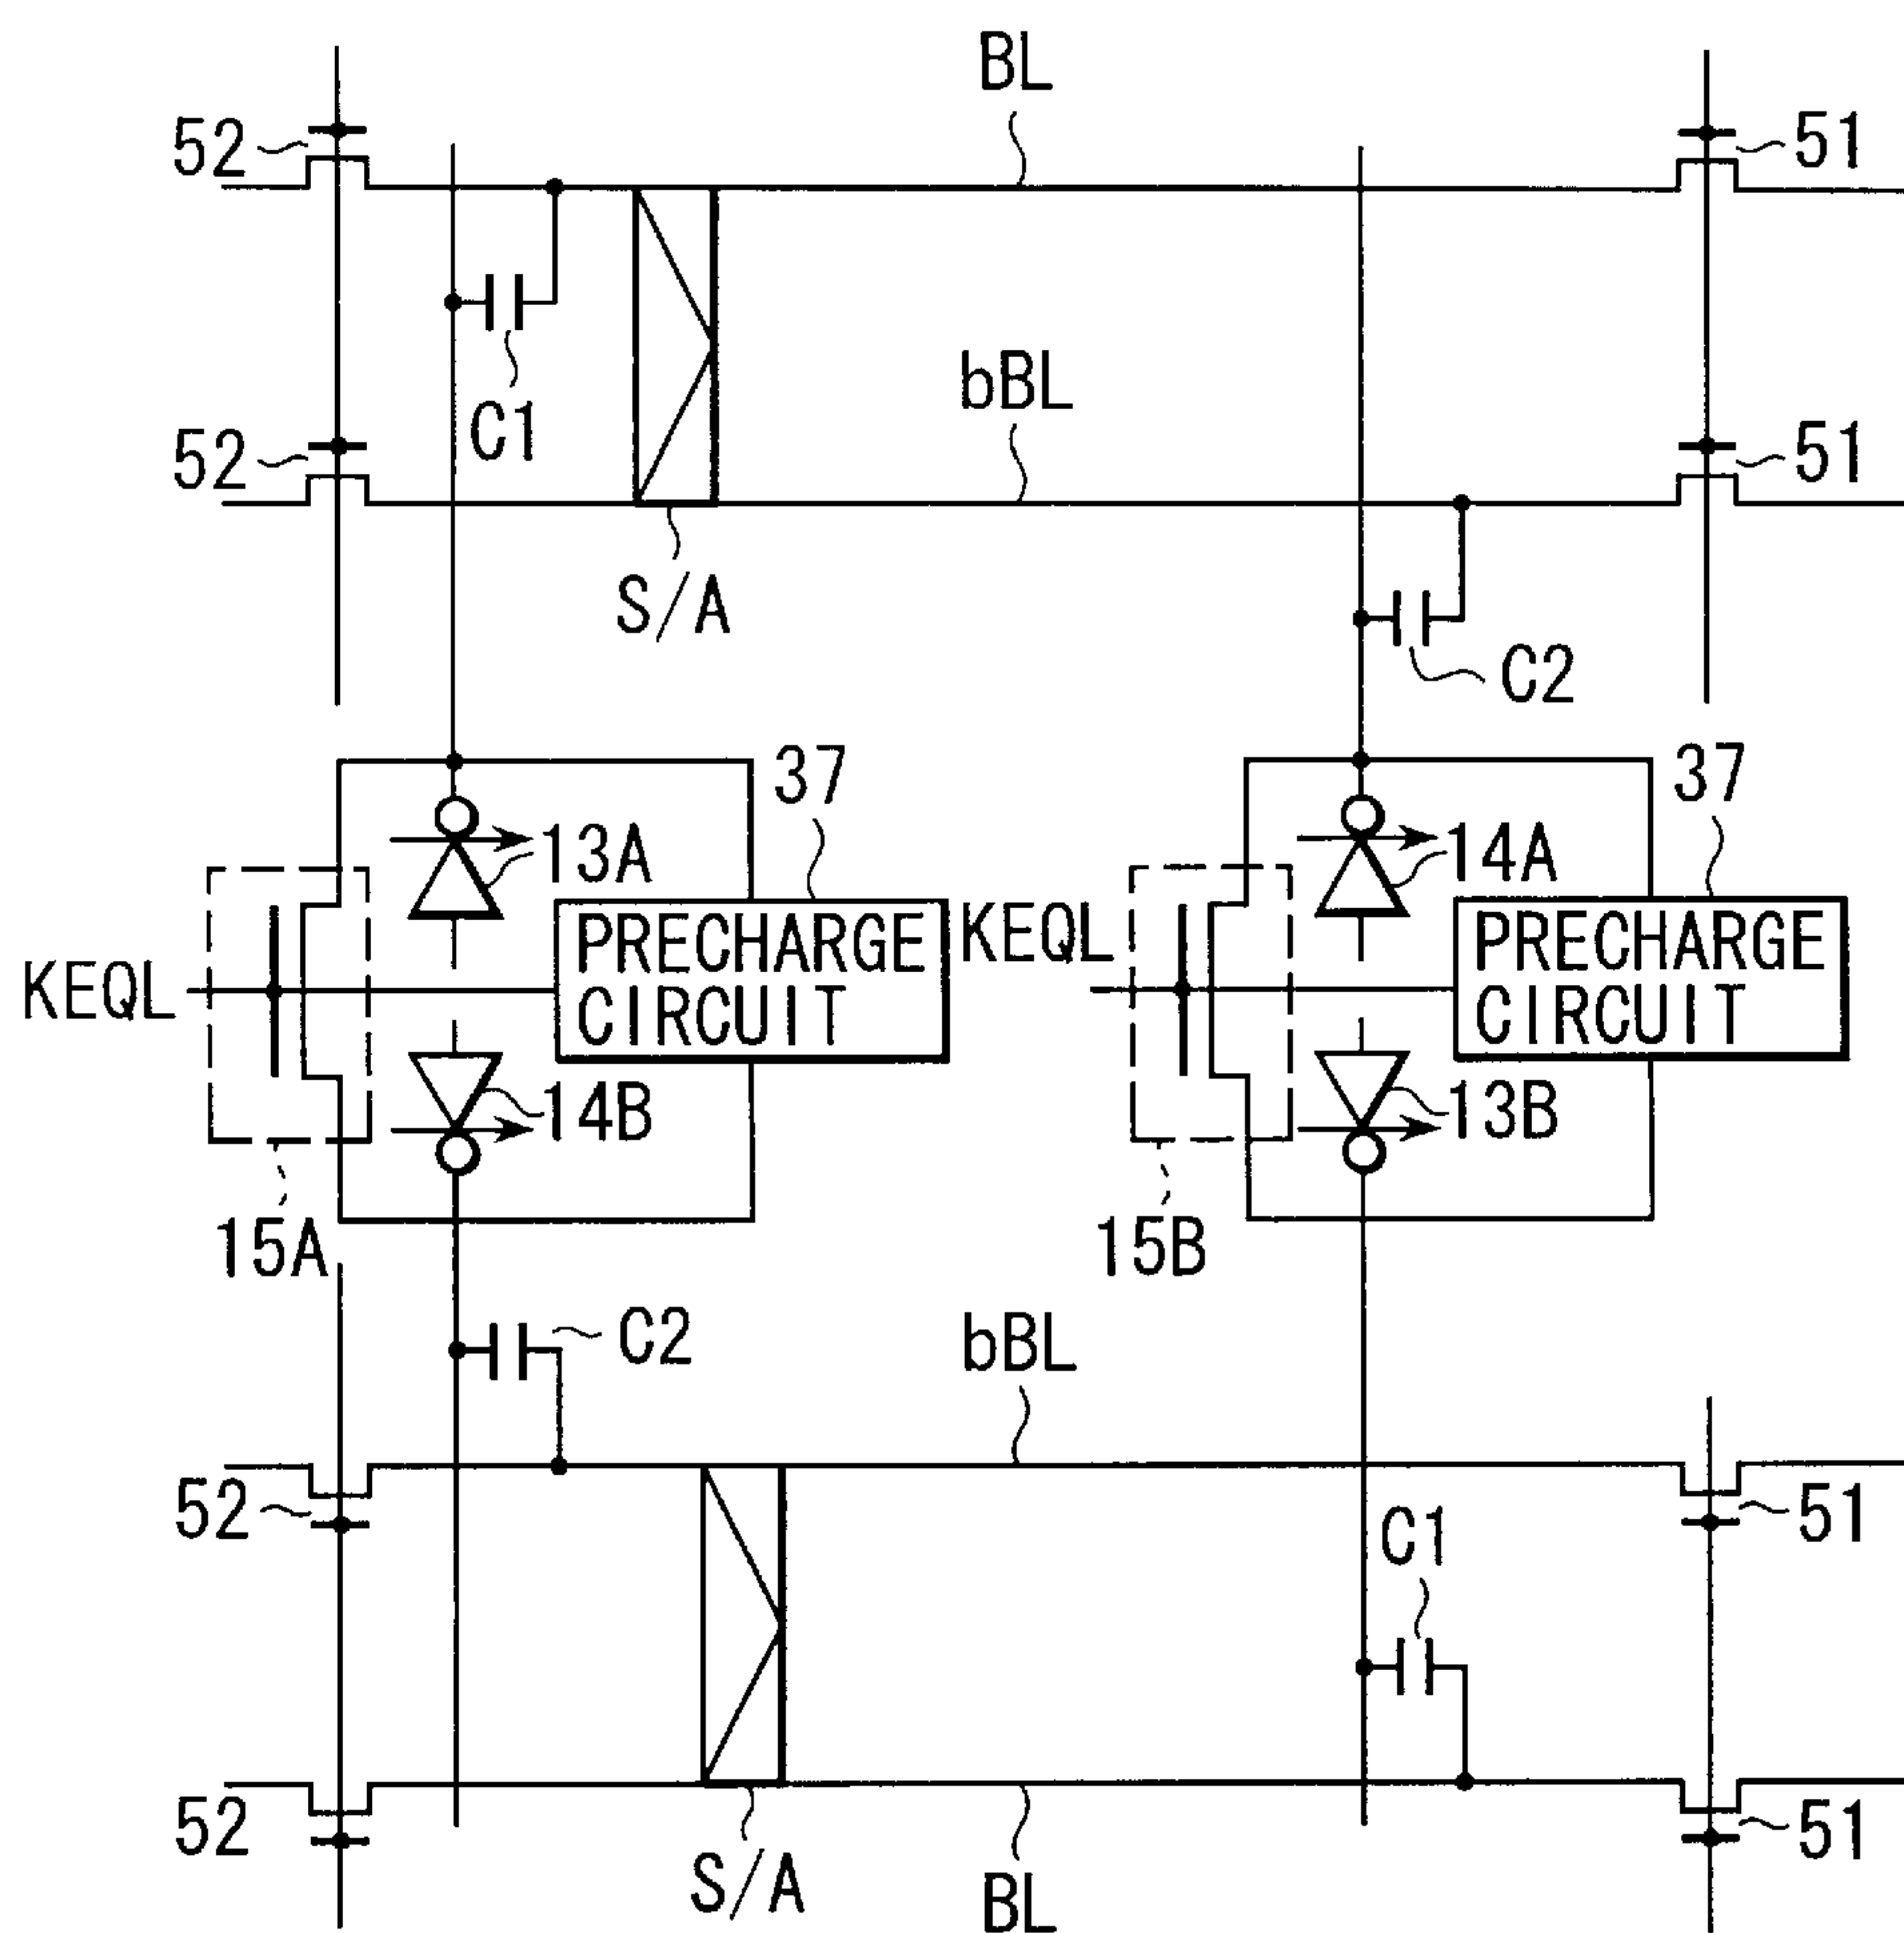 BL
52
51
bBL
C1
52
51
S/A
C2
37
37
13A
14A
PRECHARGE
CIRCUIT
KEQL
PRECHARGE
CIRCUIT
KEQL
14B
13B
15A
15B
C2
bBL
52
51
C1
52
51
S/A
BL